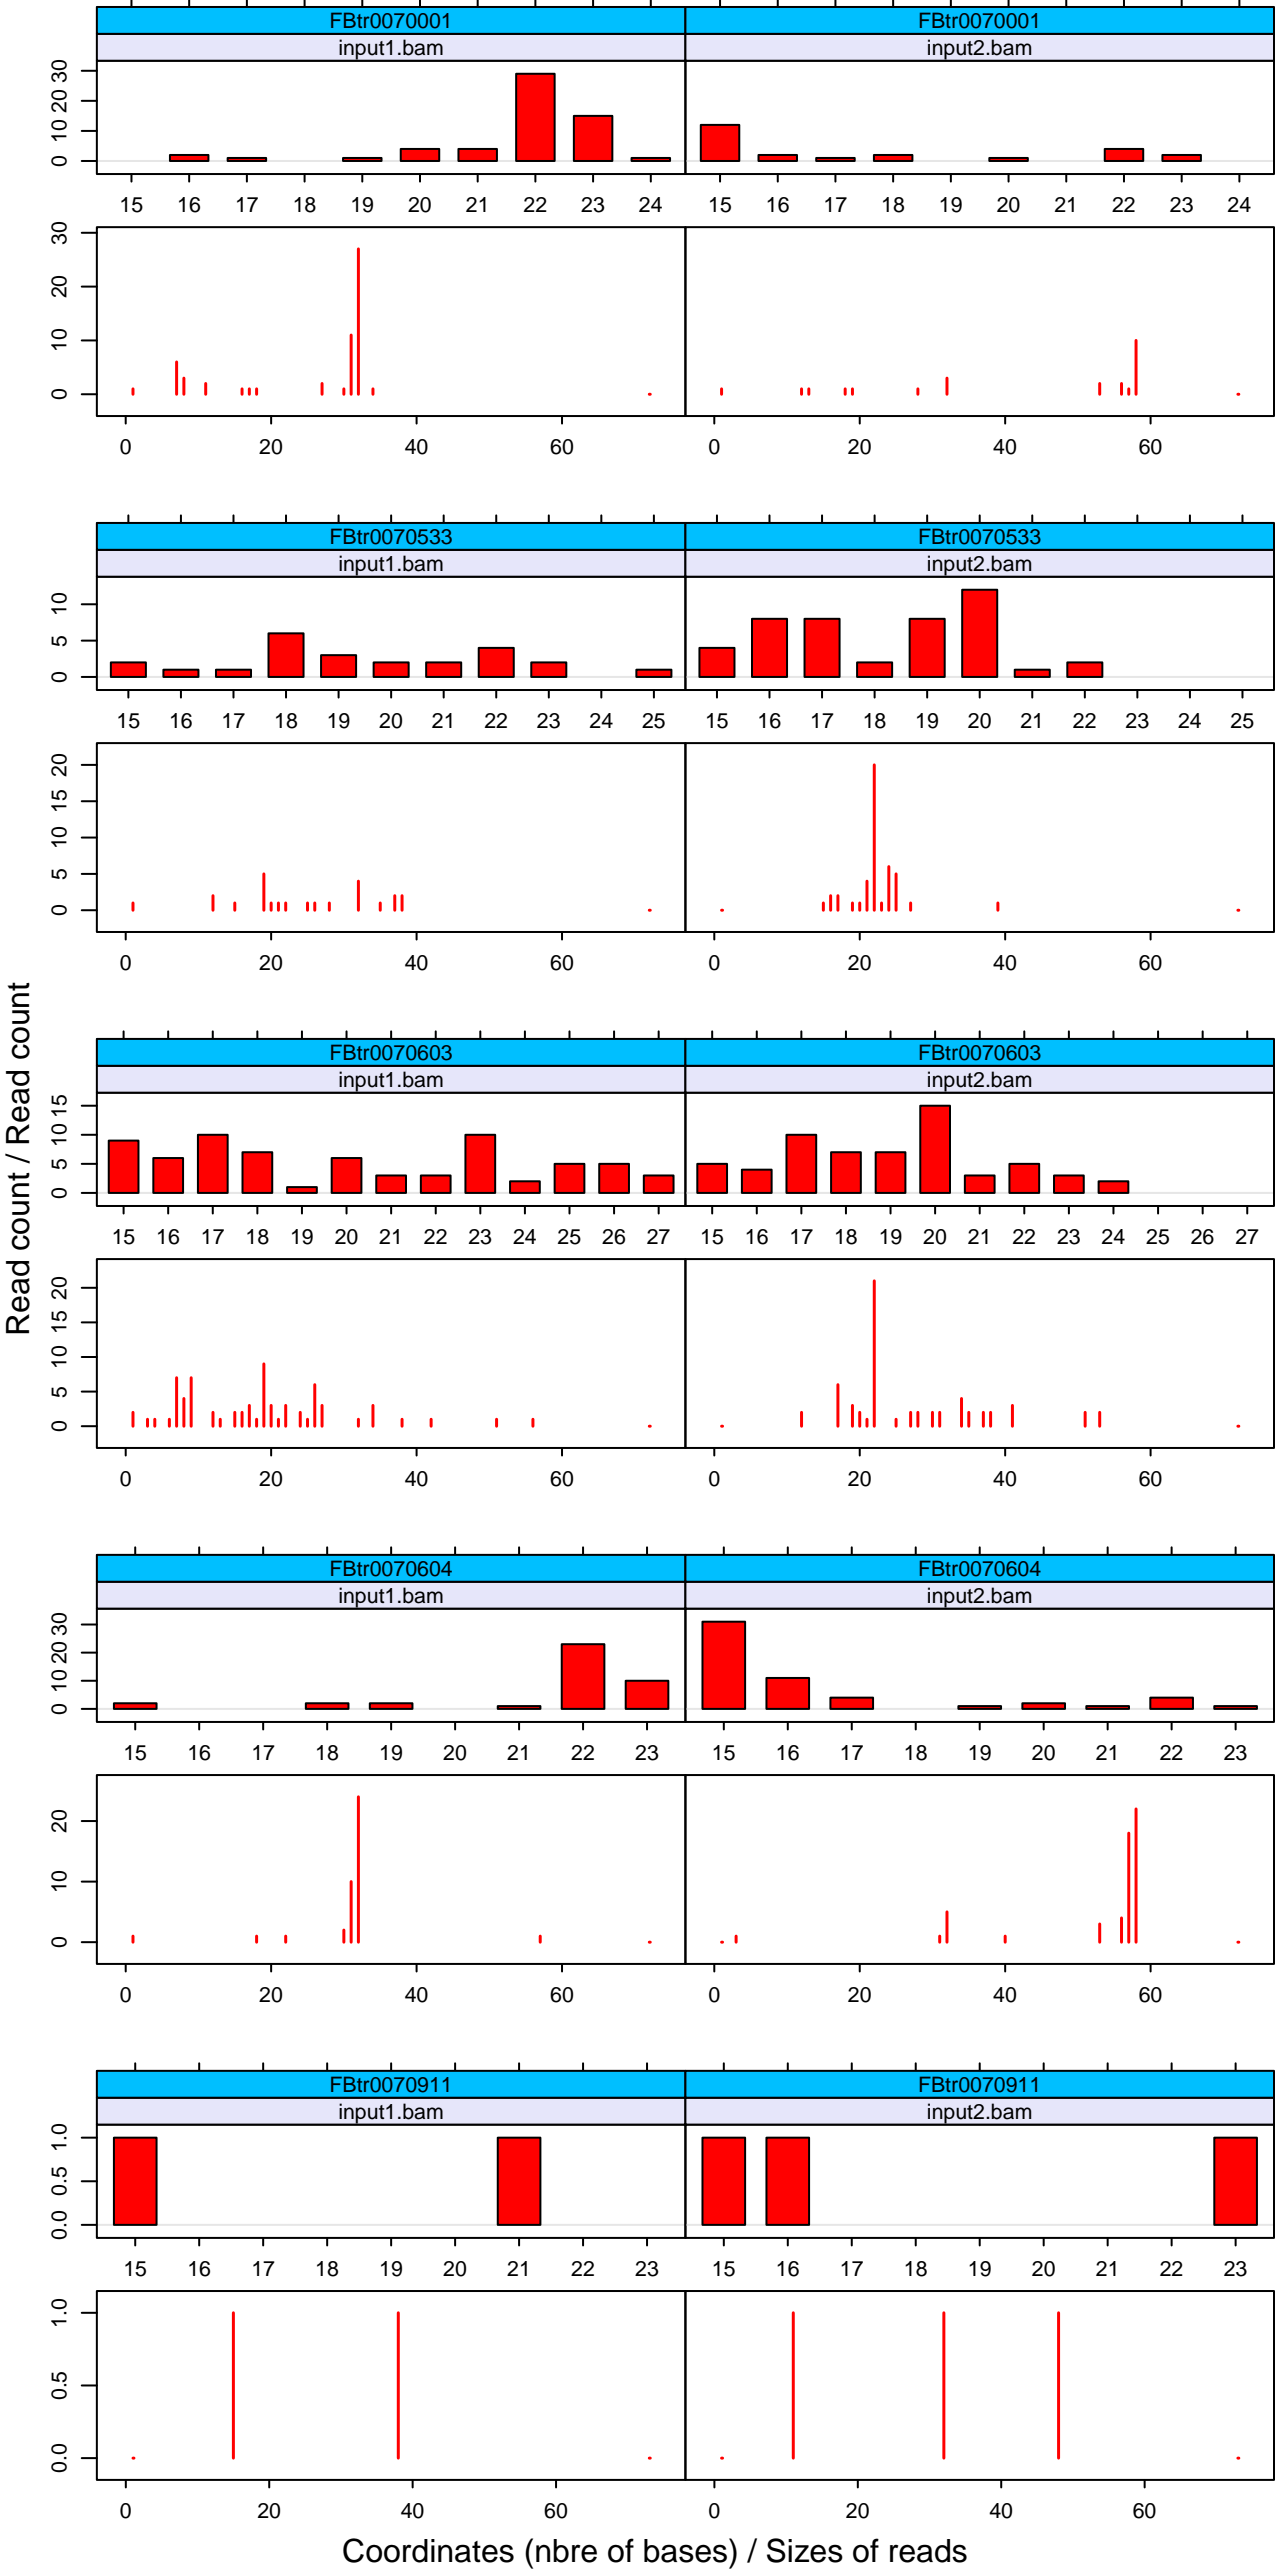 FBtr0070001 FBtr0070001
input1.bam input2.bam
0 10 20 30
15 16 17 18 19 20 21 22 23 24 15 16 17 18 19 20 21 22 23 24
0 10 20 30
0 20 40 60 0 20 40 60
FBtr0070533 FBtr0070533
input1.bam input2.bam
0 5 10
15 16 17 18 19 20 21 22 23 24 25 15 16 17 18 19 20 21 22 23 24 25
0 5 10 15 20
0 20 40 60 0 20 40 60
Read count / Read count
FBtr0070603 FBtr0070603
input1.bam input2.bam
0 5 10 15
15 16 17 18 19 20 21 22 23 24 25 26 27 15 16 17 18 19 20 21 22 23 24 25 26 27
0 5 10 15 20
0 20 40 60 0 20 40 60
FBtr0070604 FBtr0070604
input1.bam input2.bam
0 10 20 30
15 16 17 18 19 20 21 22 23 15 16 17 18 19 20 21 22 23
0 10 20
0 20 40 60 0 20 40 60
FBtr0070911 FBtr0070911
input1.bam input2.bam
0.0 0.5 1.0
15 16 17 18 19 20 21 22 23 15 16 17 18 19 20 21 22 23
0.0 0.5 1.0
0 20 40 60 0 20 40 60
Coordinates (nbre of bases) / Sizes of reads